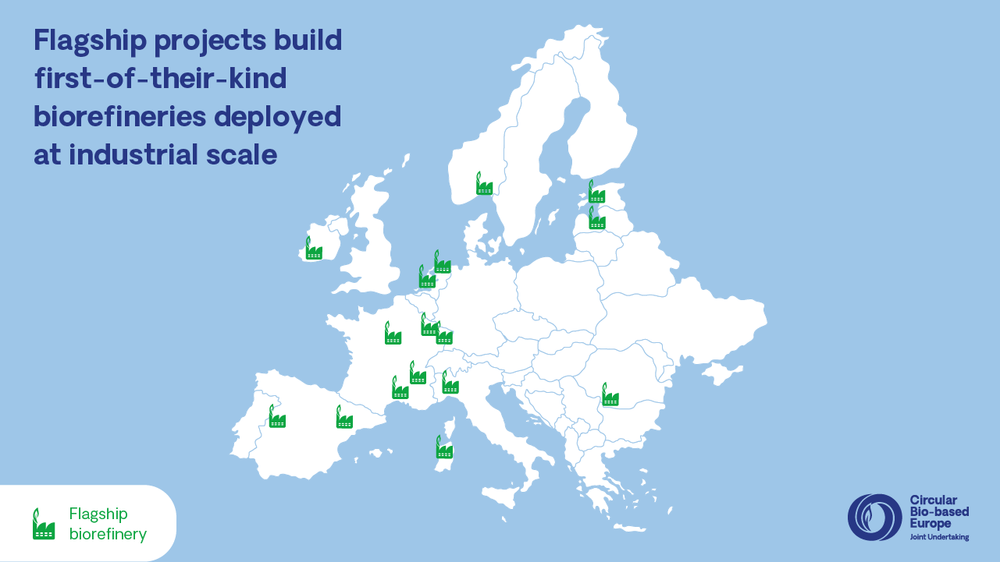 Flagship projects build
first-of-their-kind
biorefineries deployed
at industrial scale
Flagship
biorefinery
Circular
Bio-based
Europe
Joint Undertaking